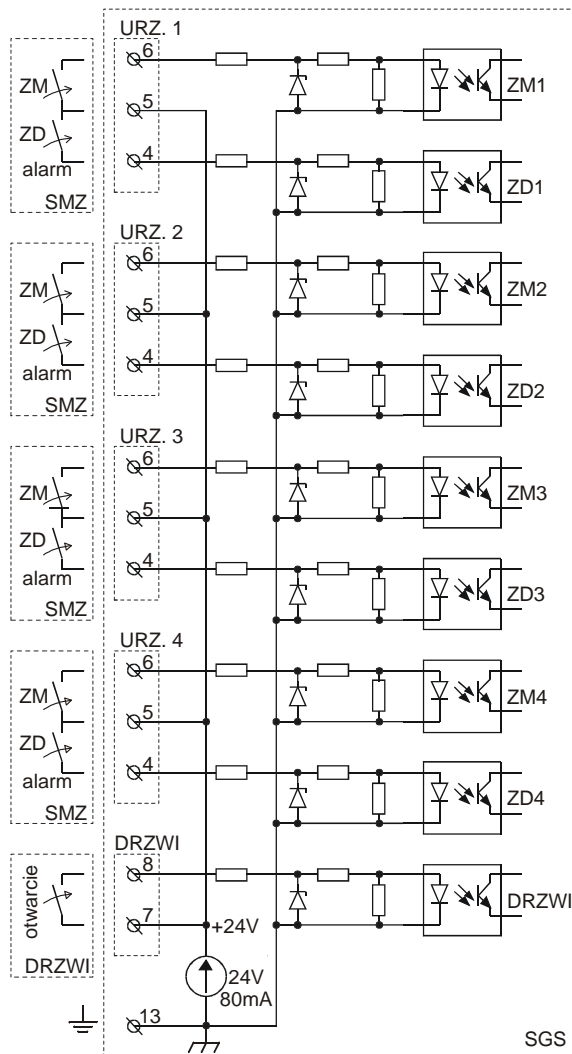 URZ. 1
6
ZM
ZM1
5
ZD
4
alarm
ZD1
SMZ
URZ. 2
6
ZM
ZM2
5
ZD
4
alarm
ZD2
SMZ
URZ. 3
6
ZM
ZM3
5
ZD
4
alarm
ZD3
SMZ
URZ. 4
6
ZM
ZM4
5
ZD
4
alarm
ZD4
SMZ
DRZWI
8
otwarcie
DRZWI
7
+24V
DRZWI
24V
80mA
13
SGS